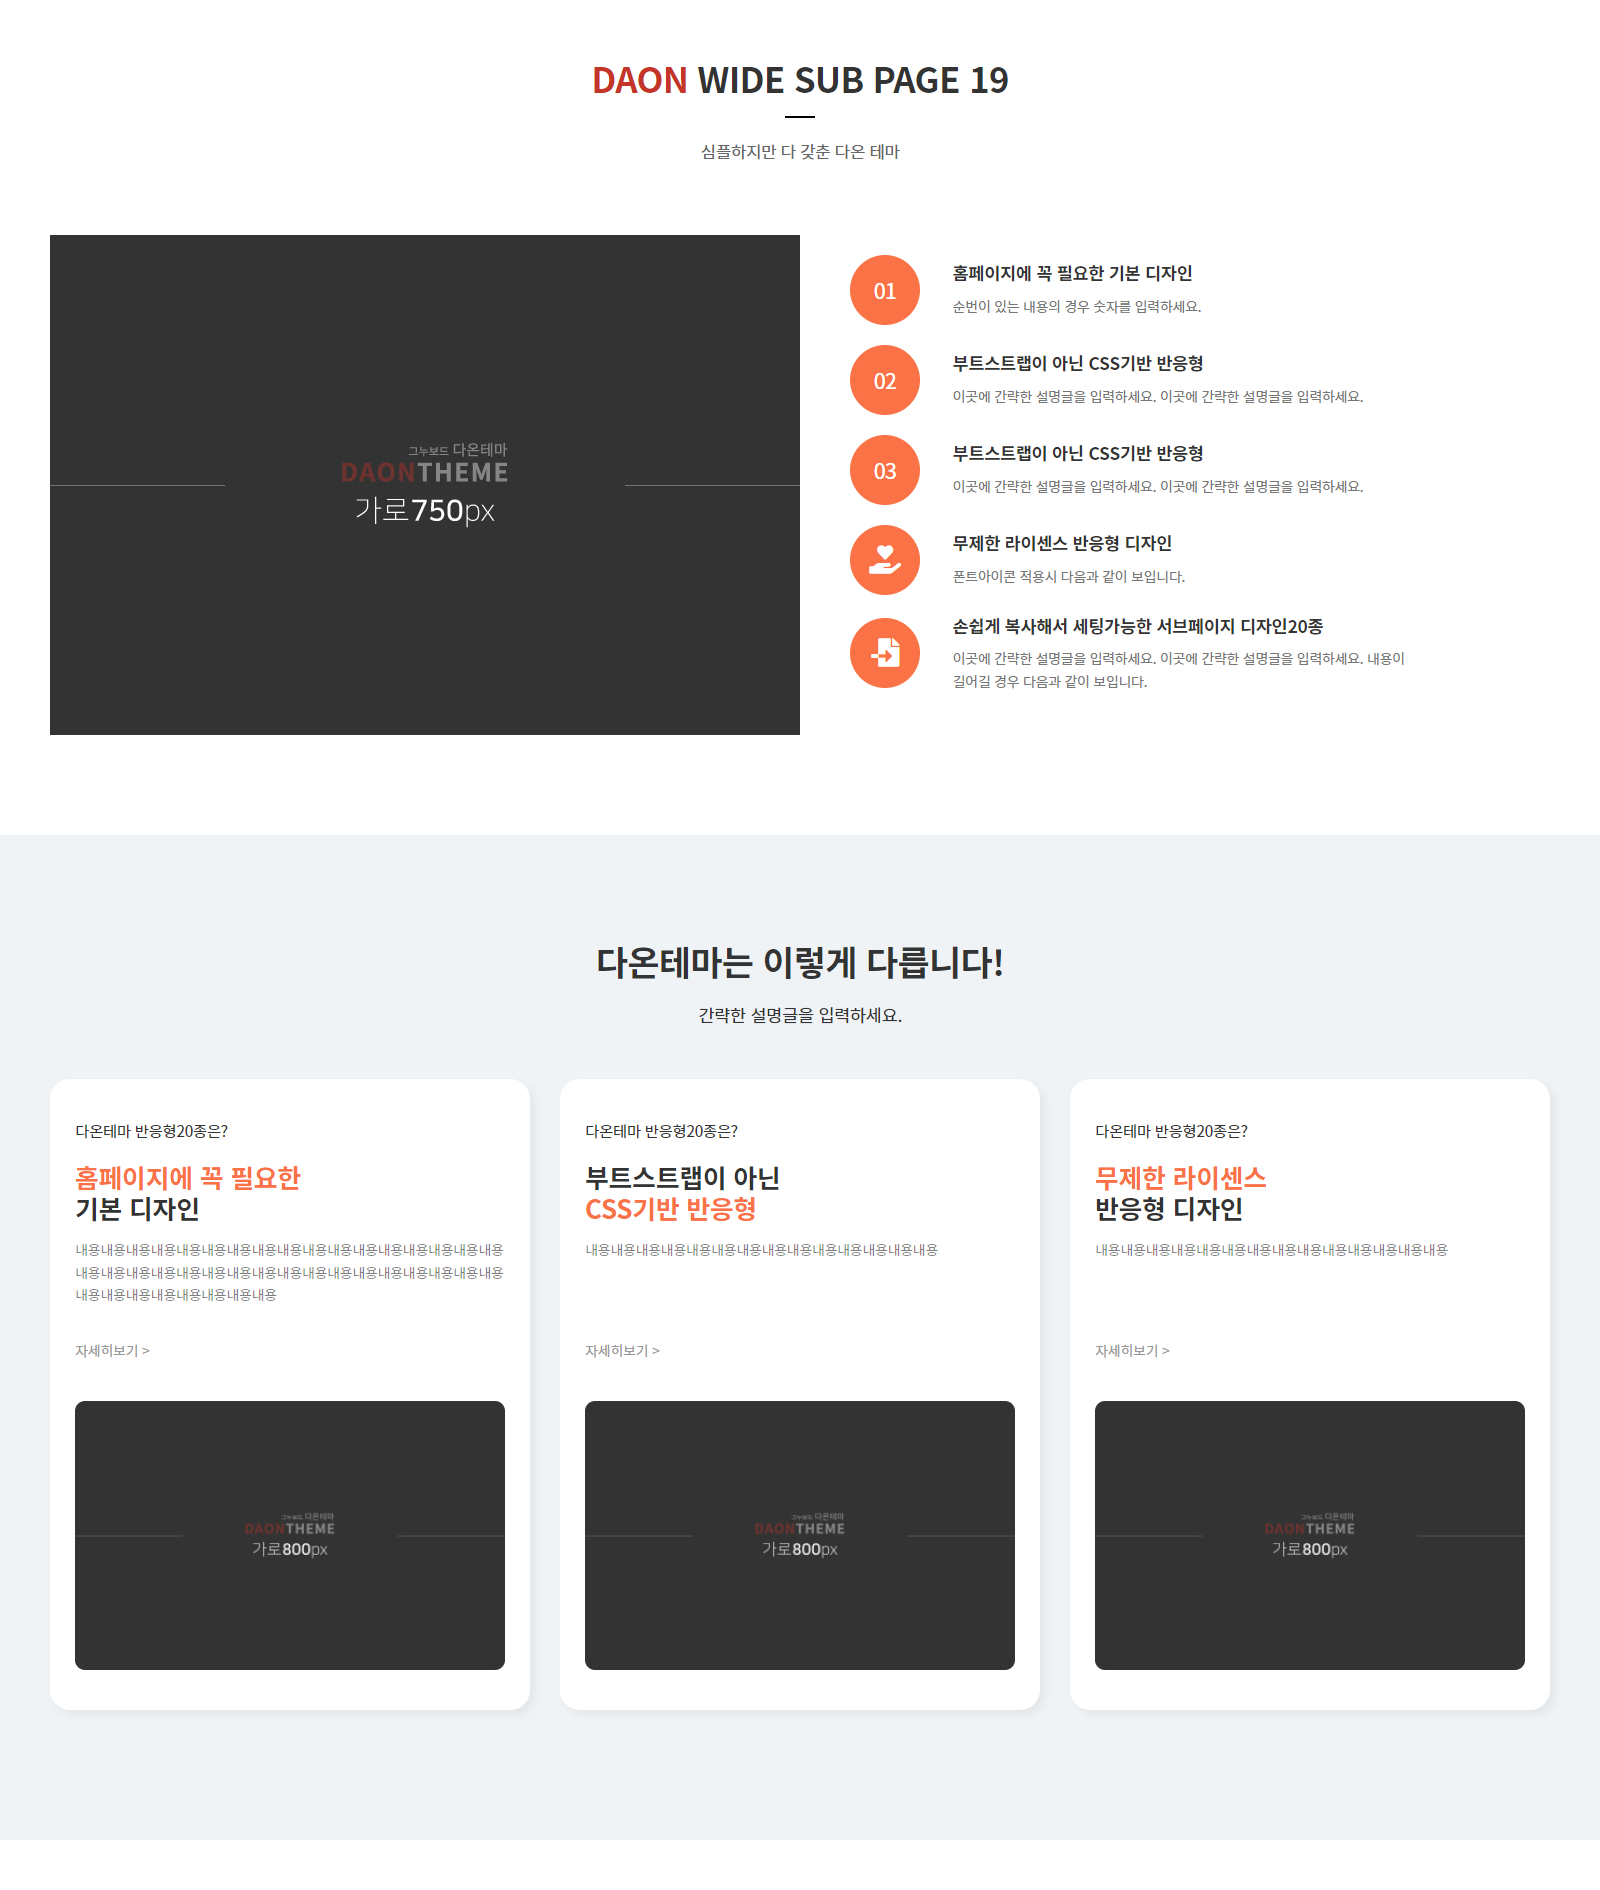 DAON WIDE SUB PAGE 19
심플하지만 다 갖춘 다온 테마
그누보드 다온테마
DAONTHEME
가로750px
01
홈페이지에 꼭 필요한 기본 디자인
순번이 있는 내용의 경우 숫자를 입력하세요.
02
부트스트랩이 아닌 CSS기반 반응형
이곳에 간략한 설명글을 입력하세요. 이곳에 간략한 설명글을 입력하세요.
03
부트스트랩이 아닌 CSS기반 반응형
이곳에 간략한 설명글을 입력하세요. 이곳에 간략한 설명글을 입력하세요.
무제한 라이센스 반응형 디자인
폰트아이콘 적용시 다음과 같이 보입니다.
손쉽게 복사해서 세팅가능한 서브페이지 디자인20종
이곳에 간략한 설명글을 입력하세요. 이곳에 간략한 설명글을 입력하세요. 내용이
길어길 경우 다음과 같이 보입니다.
다온테마는 이렇게 다릅니다!
간략한 설명글을 입력하세요.
다온테마 반응형20종은?
홈페이지에 꼭 필요한
기본 디자인
내용내용내용내용내용내용내용내용내용내용내용내용내용내용내용내용내용
내용내용내용내용내용내용내용내용내용내용내용내용내용내용내용내용내용
내용내용내용내용내용내용내용내용
자세히보기 >
그누보드 다온테마
DAONTHEME
가로800px
다온테마 반응형20종은?
부트스트랩이 아닌
CSS기반 반응형
내용내용내용내용내용내용내용내용내용내용내용내용내용내용
자세히보기 >
그누보드 다온테마
DAONTHEME
가로800px
다온테마 반응형20종은?
무제한 라이센스
반응형 디자인
내용내용내용내용내용내용내용내용내용내용내용내용내용내용
자세히보기 >
그누보드 다온테마
DAONTHEME
가로800px